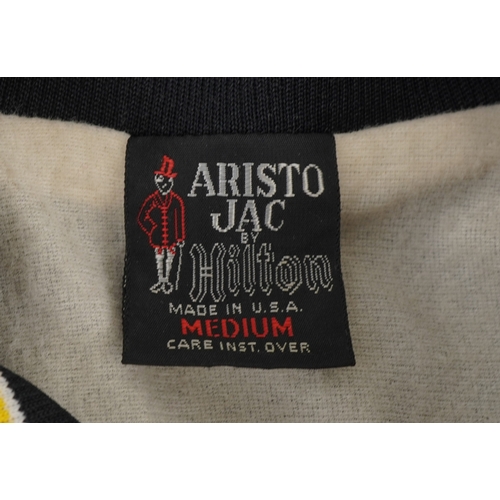 ARISTO
JAC
BY
Hilton
MADE IN U.S.A.
MEDIUM
CARE INST. OVER